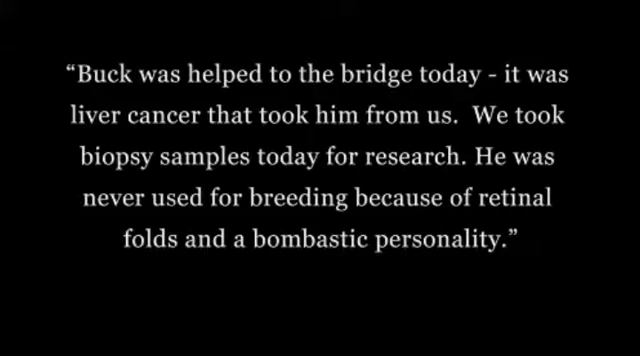 “Buck was helped to the bridge today - it was
liver cancer that took him from us.  We took
biopsy samples today for research. He was
never used for breeding because of retinal
folds and a bombastic personality.”